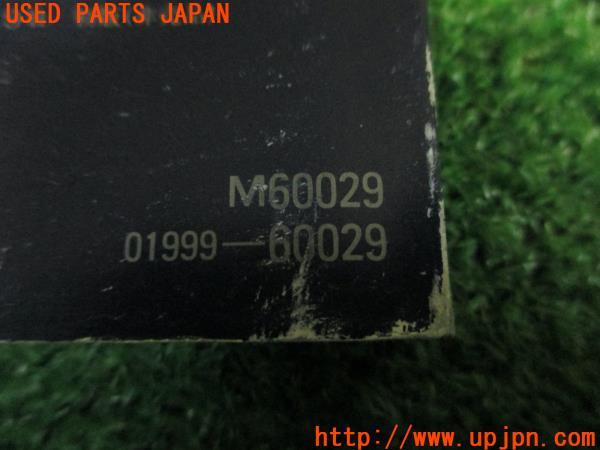 USED PARTS JAPAN
M60029
01999-60029
http://www.upjpn.com